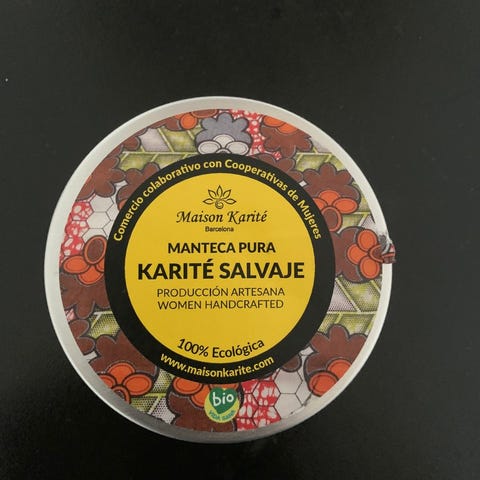 Comercio colaborativo con Cooperativas de Mujeres
Maison Karité
Barcelona
MANTECA PURA
KARITÉ SALVAJE
PRODUCCIÓN ARTESANA
WOMEN HANDCRAFTED
100% Ecológica
www.maisonkarite.com
bio